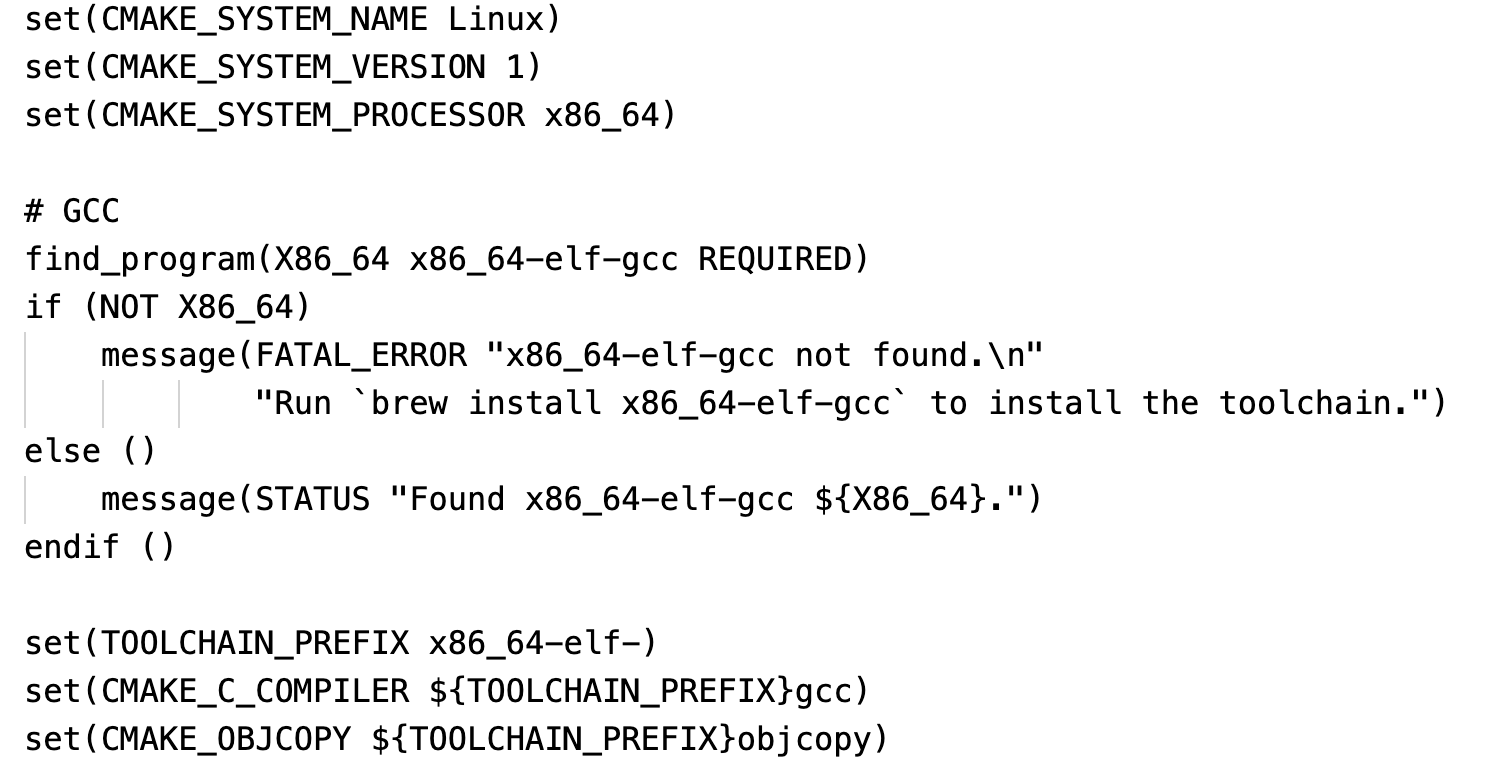 set(CMAKE_SYSTEM_NAME Linux)
set(CMAKE_SYSTEM_VERSION 1)
set(CMAKE_SYSTEM_PROCESSOR x86_64)

# GCC
find_program(X86_64 x86_64-elf-gcc REQUIRED)
if (NOT X86_64)
    message(FATAL_ERROR "x86_64-elf-gcc not found.\n"
            "Run `brew install x86_64-elf-gcc` to install the toolchain.")
else ()
    message(STATUS "Found x86_64-elf-gcc ${X86_64}.")
endif ()

set(TOOLCHAIN_PREFIX x86_64-elf-)
set(CMAKE_C_COMPILER ${TOOLCHAIN_PREFIX}gcc)
set(CMAKE_OBJCOPY ${TOOLCHAIN_PREFIX}objcopy)